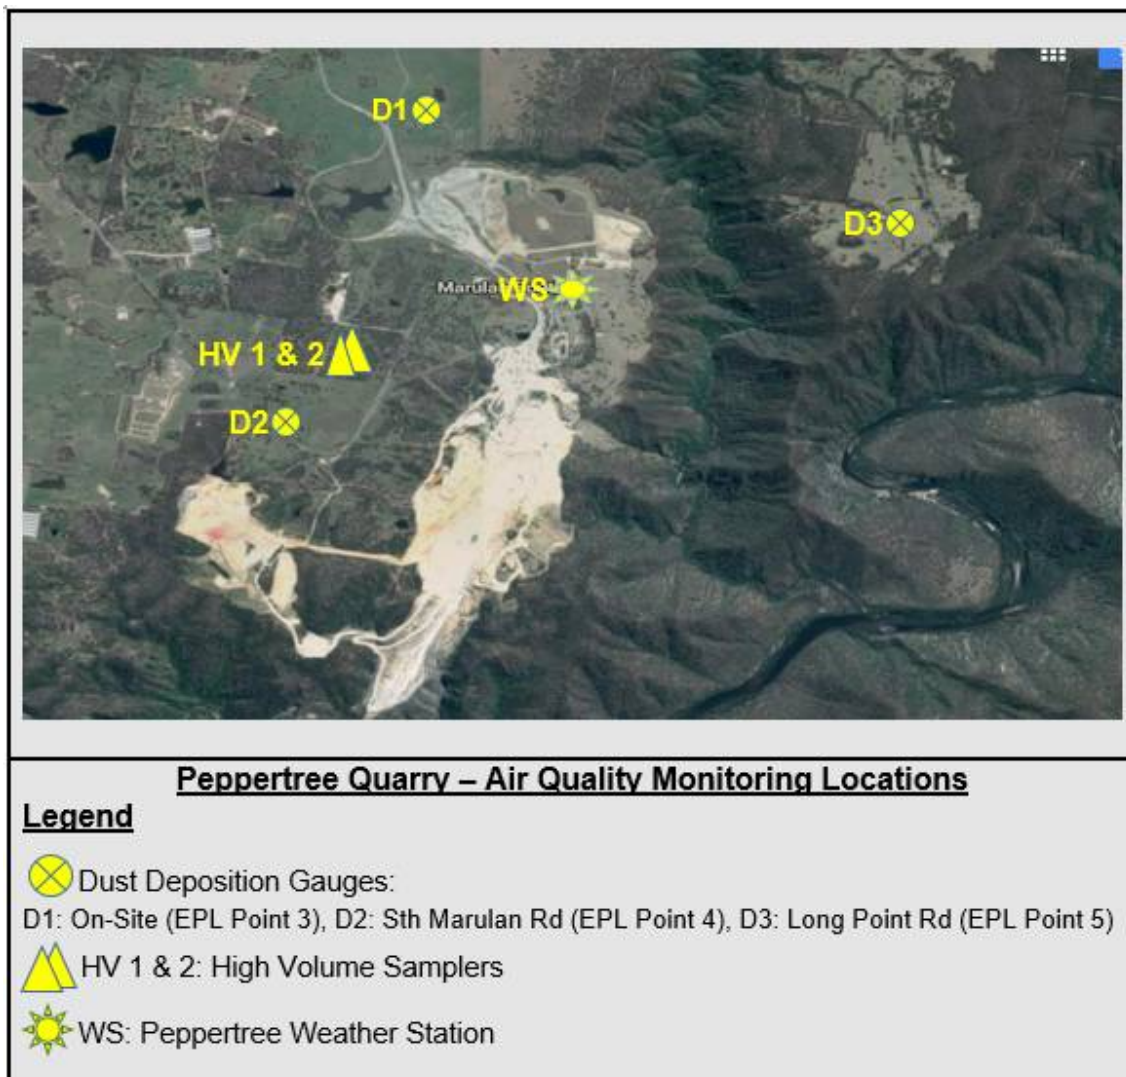 D1
D3
Marulan
WS
HV 1 & 2
D2
Peppertree Quarry – Air Quality Monitoring Locations
Legend
Dust Deposition Gauges:
D1: On-Site (EPL Point 3), D2: Sth Marulan Rd (EPL Point 4), D3: Long Point Rd (EPL Point 5)
HV 1 & 2: High Volume Samplers
WS: Peppertree Weather Station